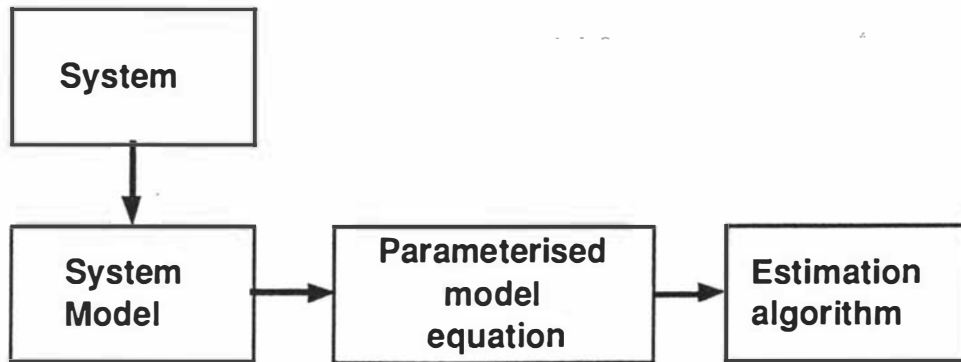 System
System
Model
Parameterised
model
equation
Estimation
algorithm